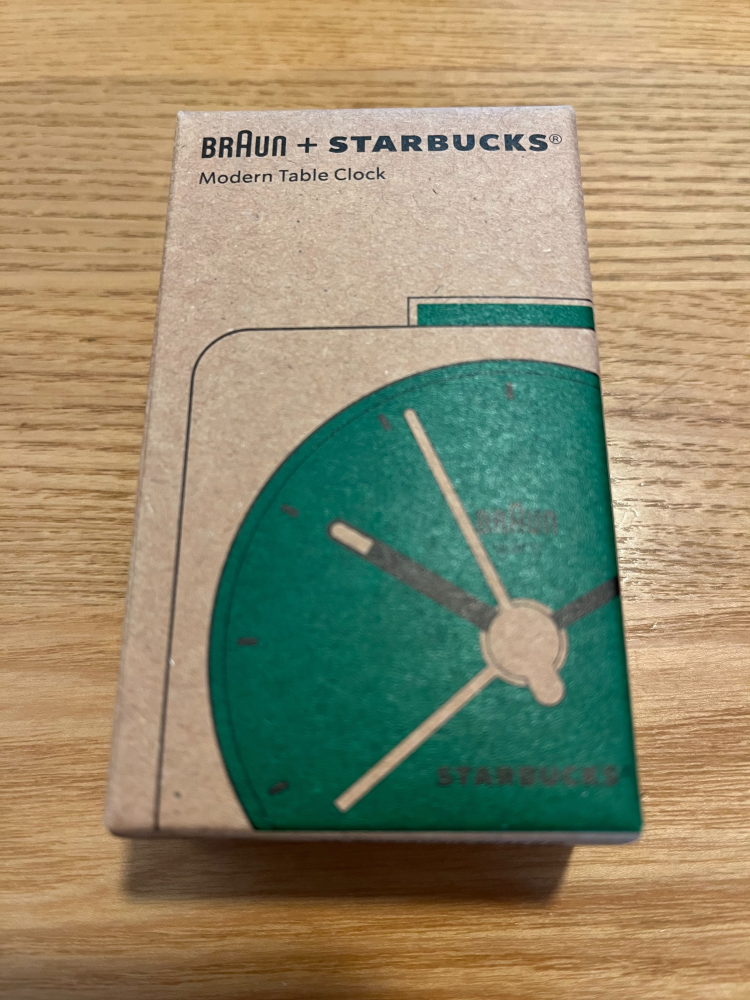 BRAUN + STARBUCKS®
Modern Table Clock
BRAUN
STARBUCKS